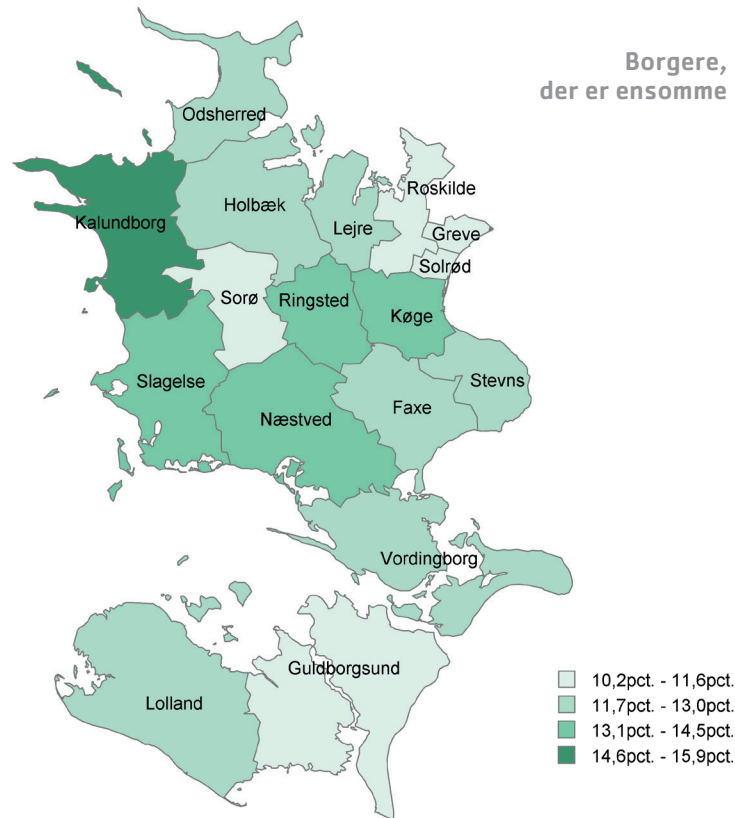 Borgere,
der er ensomme
Odsherred
Roskilde
Holbæk
Kalundborg
Lejre
Greve
Solrød
Sorø
Ringsted
Køge
Slagelse
Stevns
Faxe
Næstved
Vordingborg
Guldborgsund
Lolland
10,2pct. - 11,6pct.
11,7pct. - 13,0pct.
13,1pct. - 14,5pct.
14,6pct. - 15,9pct.